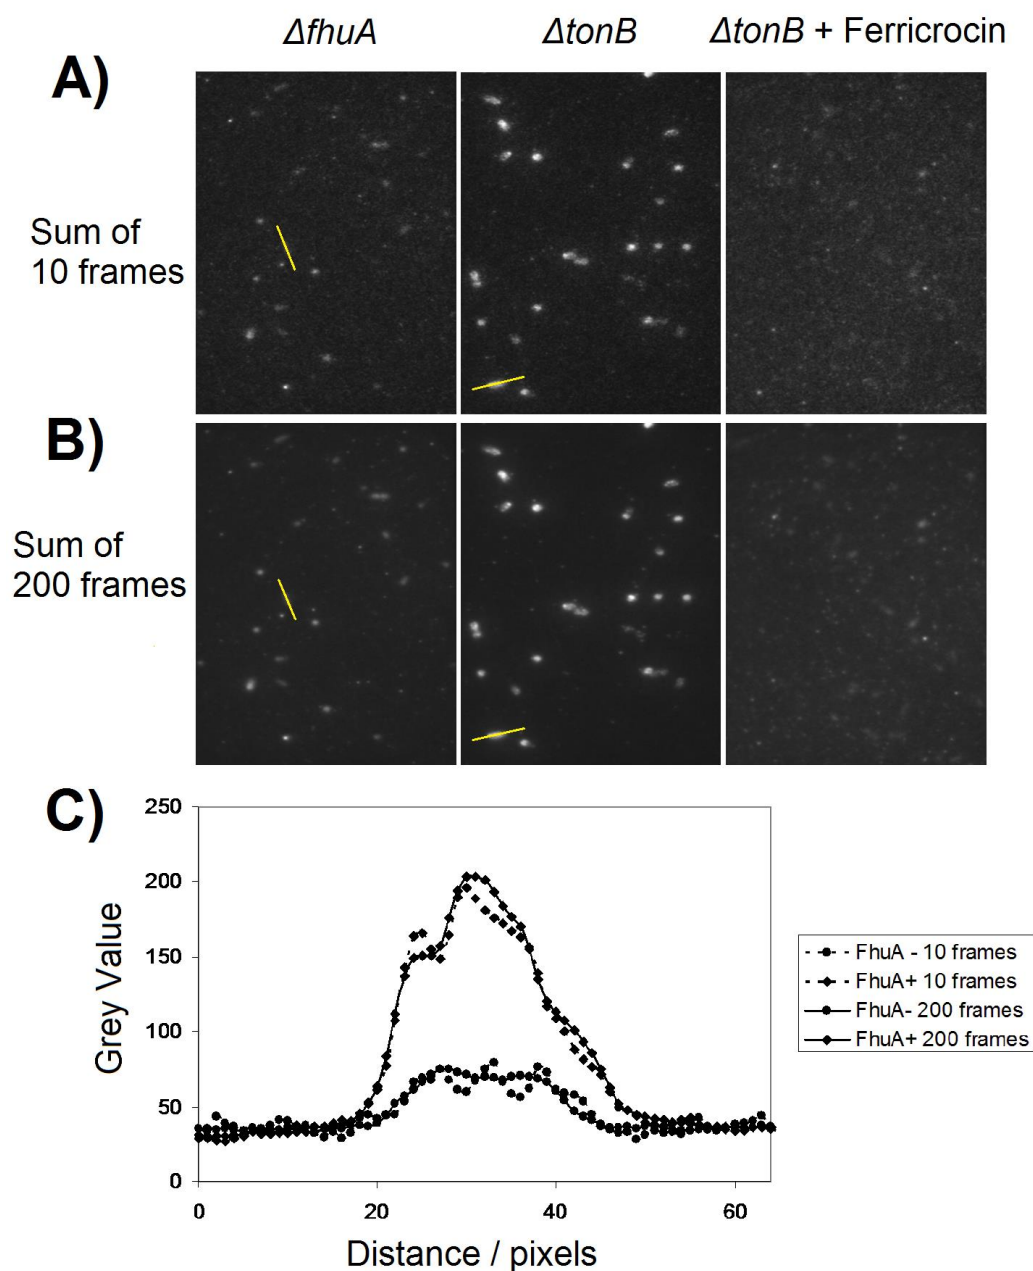 ΔfhuA ΔtonB ΔtonB + Ferricrocin
A)
Sum of
10 frames
B)
Sum of
200 frames
C)
250
200
150
100
50
0
Grey Value
0 20 40 60
Distance / pixels
FhuA - 10 frames
FhuA+ 10 frames
FhuA- 200 frames
FhuA+ 200 frames